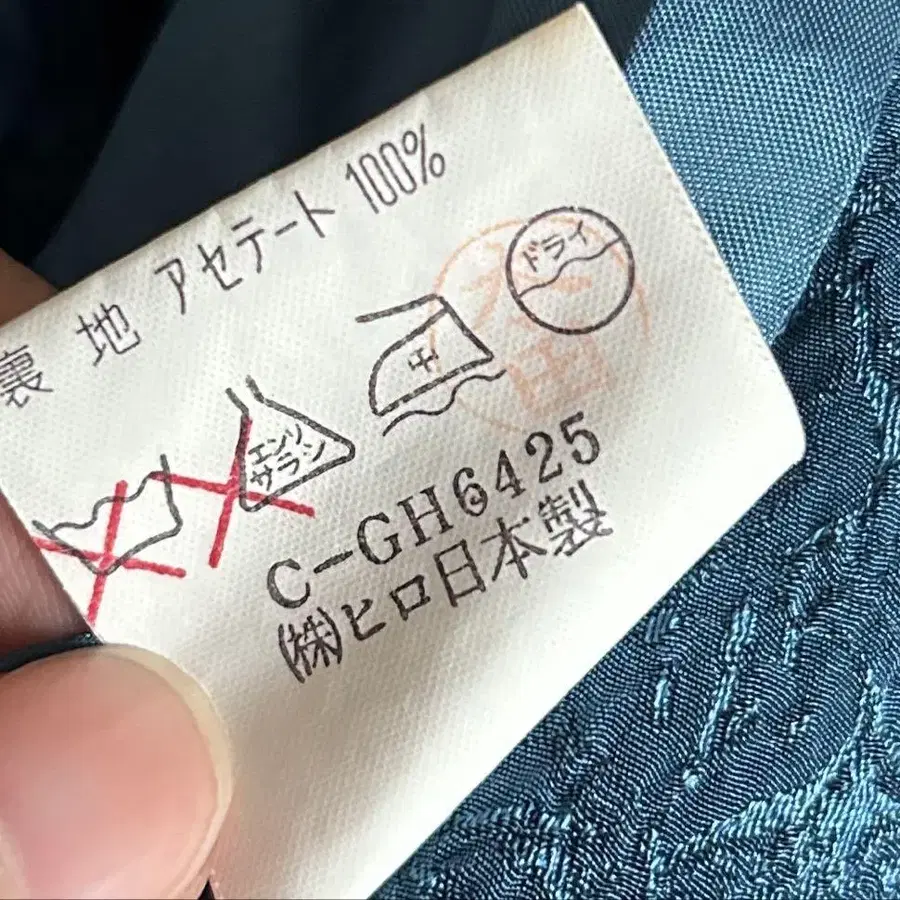 裏地 アセテート 100%
エンソ
サラシ
中
ドライ
C-GH6425
(株)ヒロ日本製